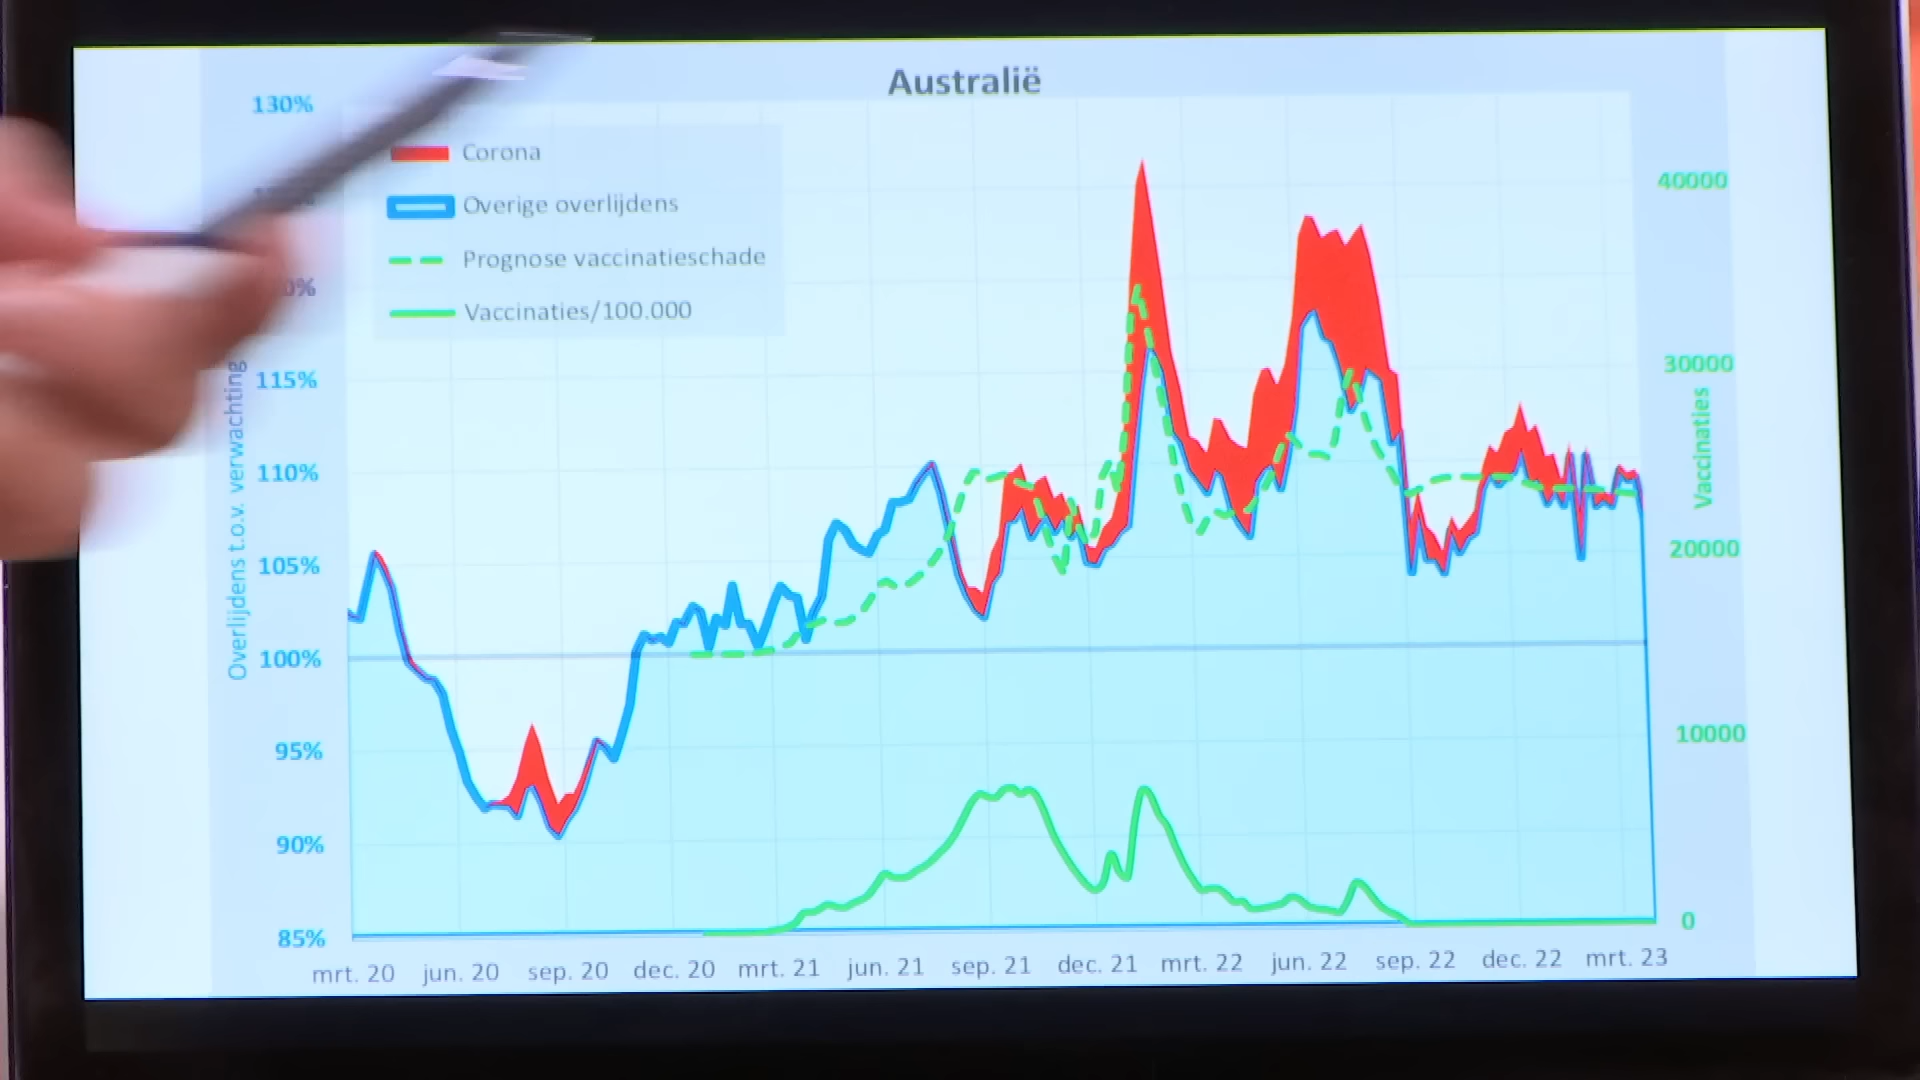 Australië
130%
Corona
Overige overlijdens
Prognose vaccinatieschade
Vaccinaties/100.000
115%
110%
105%
100%
95%
90%
85%
Overlijdens t.o.v. verwachting
40000
30000
20000
10000
0
Vaccinaties
mrt. 20 jun. 20 sep. 20 dec. 20 mrt. 21 jun. 21 sep. 21 dec. 21 mrt. 22 jun. 22 sep. 22 dec. 22 mrt. 23